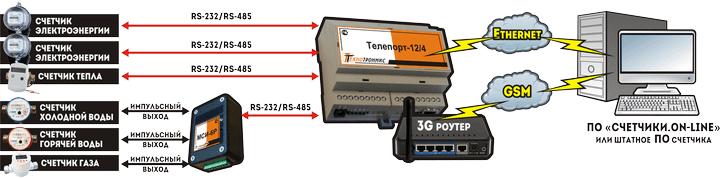 СЧЕТЧИК
ЭЛЕКТРОЭНЕРГИИ
RS-232/RS-485
СЧЕТЧИК
ЭЛЕКТРОЭНЕРГИИ
RS-232/RS-485
СЧЕТЧИК ТЕПЛА
RS-232/RS-485
СЧЕТЧИК
ХОЛОДНОЙ ВОДЫ
ИМПУЛЬСНЫЙ
ВЫХОД
СЧЕТЧИК
ГОРЯЧЕЙ ВОДЫ
ИМПУЛЬСНЫЙ
ВЫХОД
СЧЕТЧИК ГАЗА
ИМПУЛЬСНЫЙ
ВЫХОД
МСИ-6Р
RS-232/RS-485
Телепорт-12/4
ТЕХНОТРОНИКС
3G РОУТЕР
ETHERNET
GSM
ПО «СЧЕТЧИКИ.ON-LINE»
ИЛИ ШТАТНОЕ ПО СЧЕТЧИКА